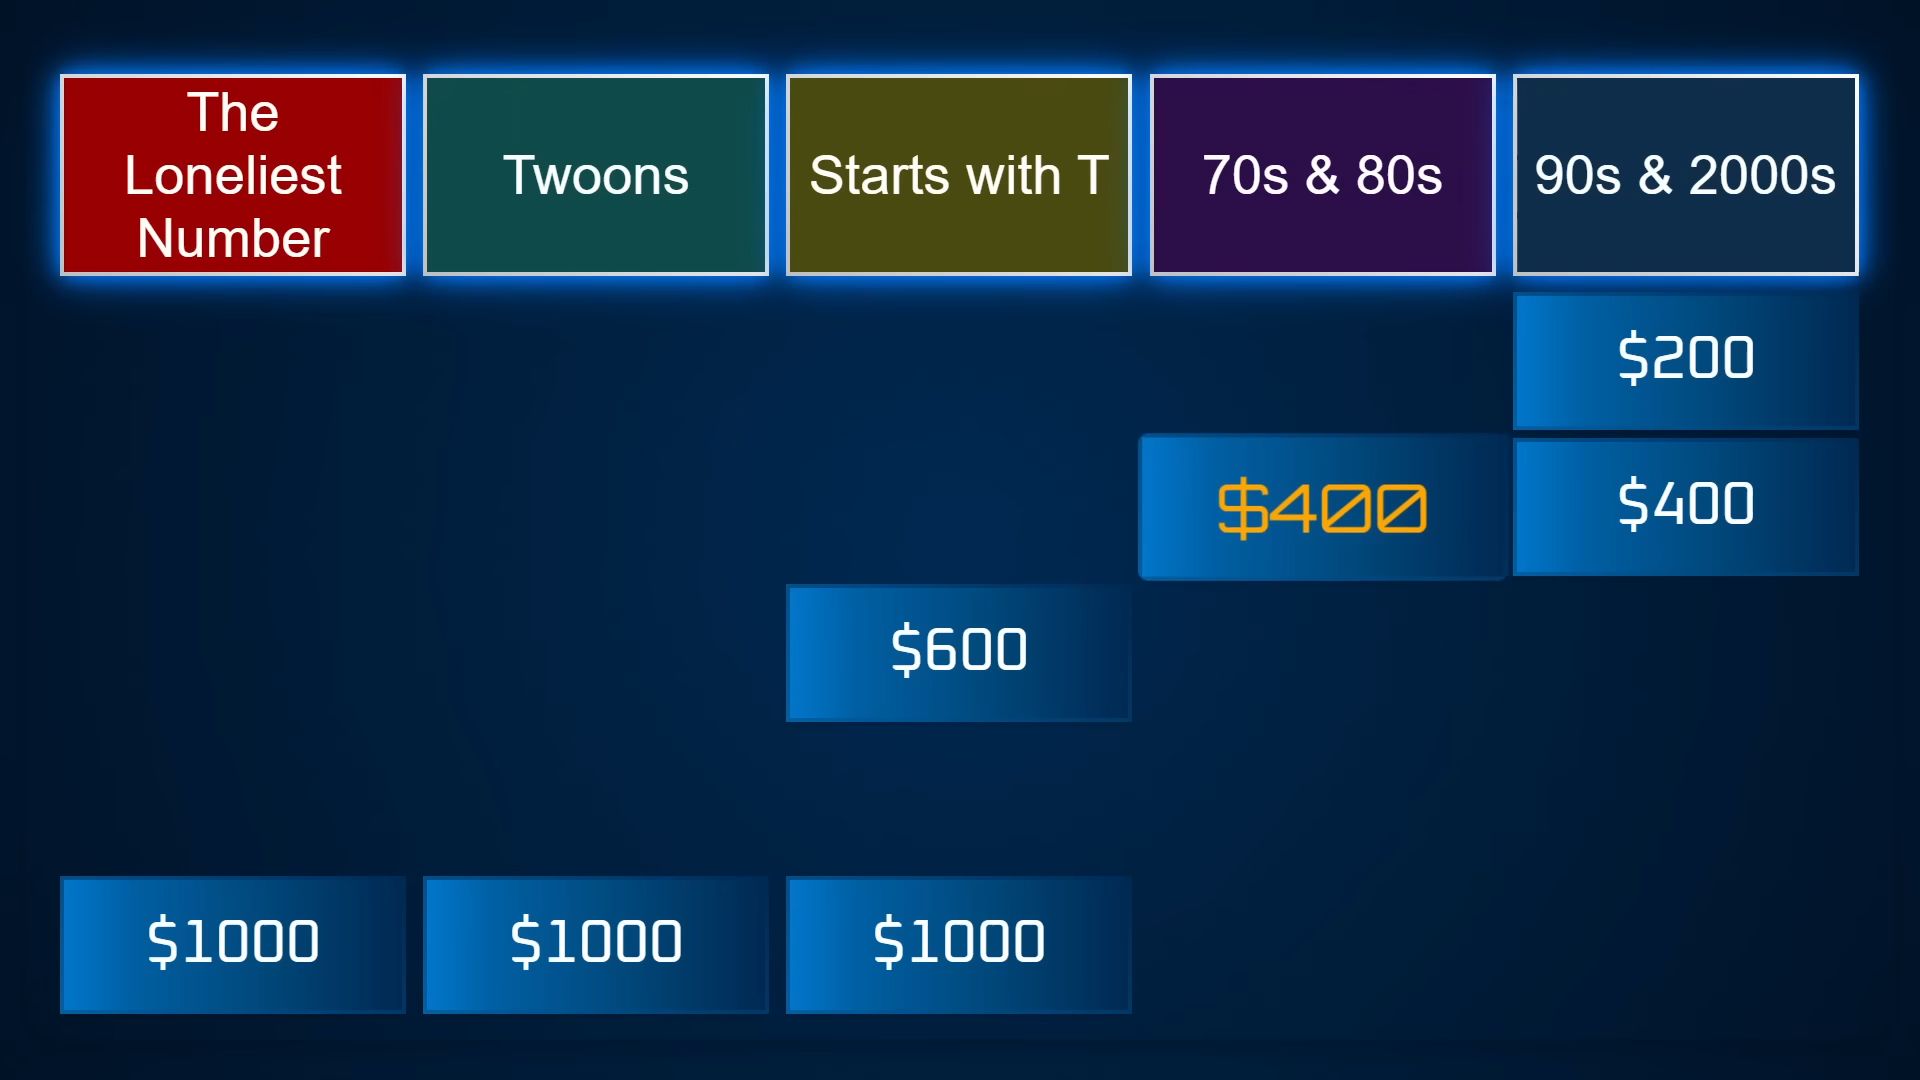 The
Loneliest
Number
Twoons
Starts with T
70s & 80s
90s & 2000s
$200
$400
$400
$600
$1000
$1000
$1000